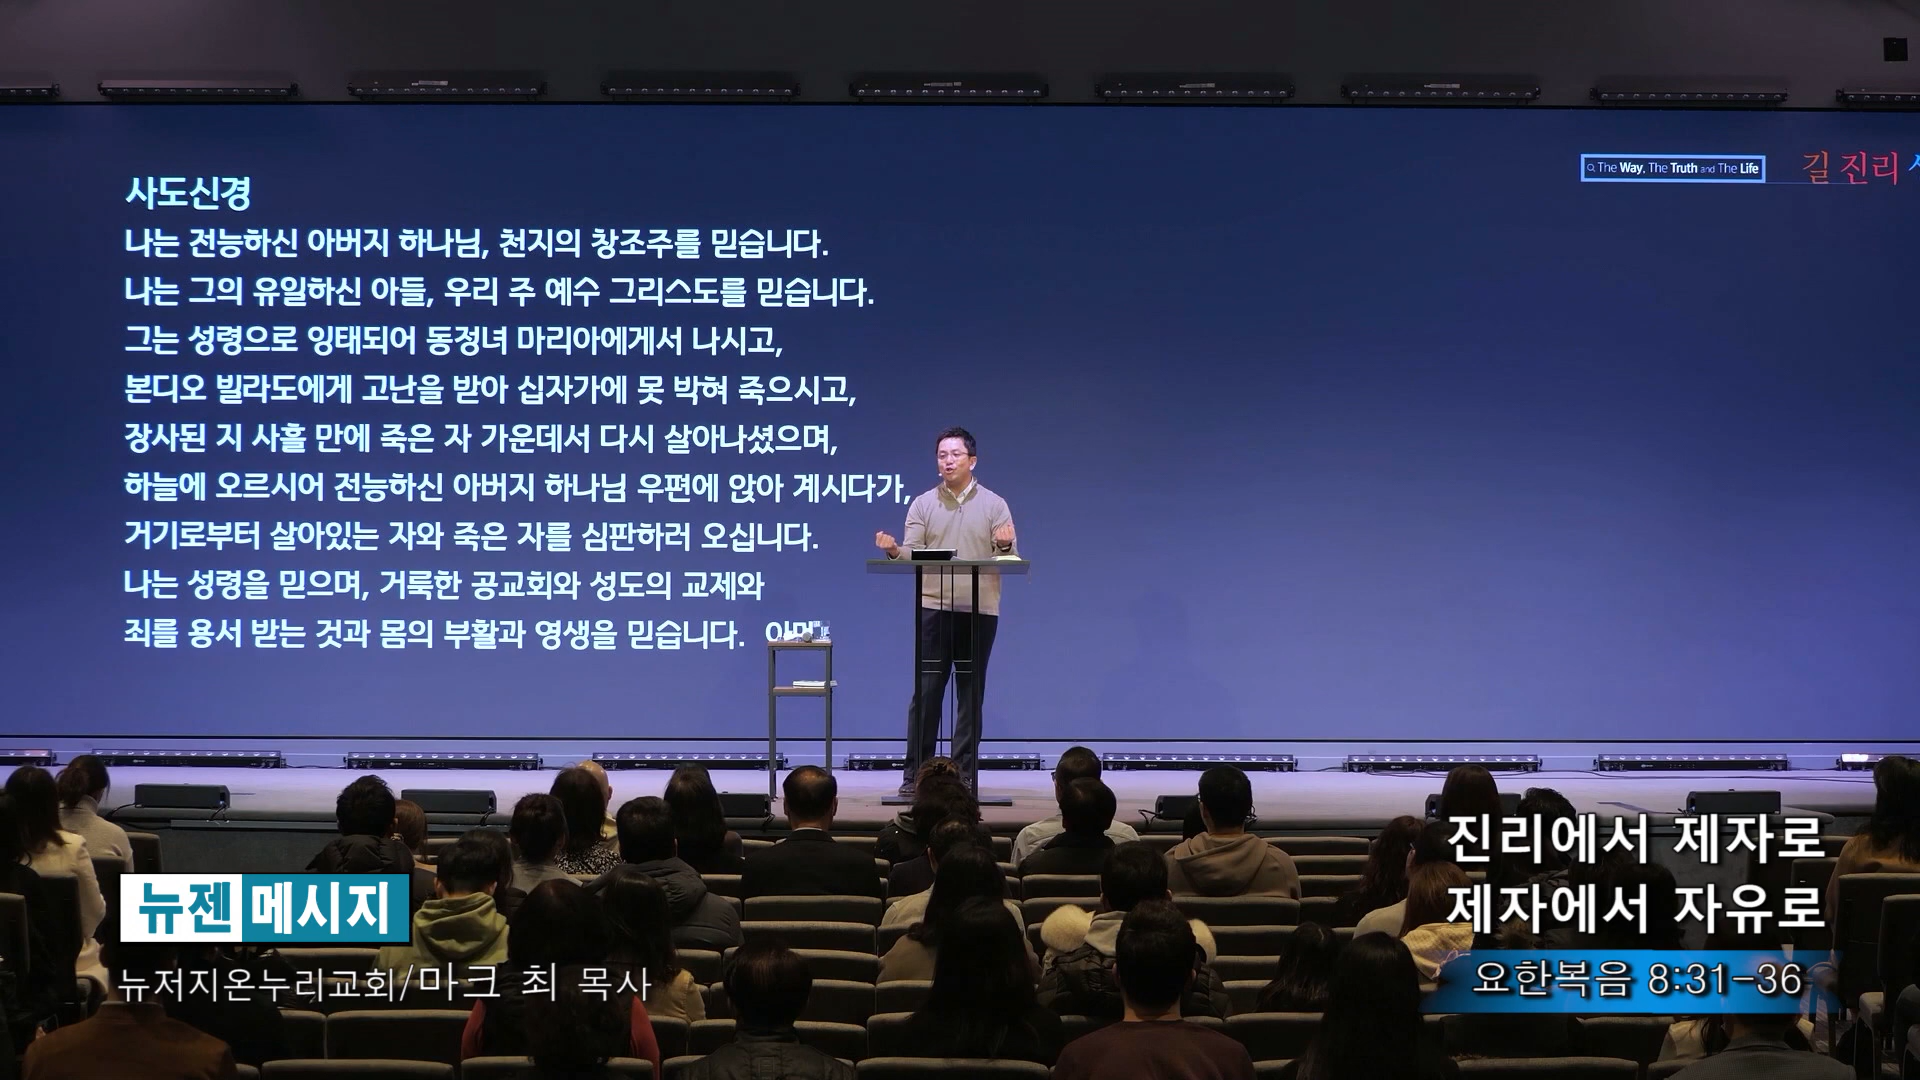 The Way, The Truth and The Life
길 진리
사도신경
나는 전능하신 아버지 하나님, 천지의 창조주를 믿습니다.
나는 그의 유일하신 아들, 우리 주 예수 그리스도를 믿습니다.
그는 성령으로 잉태되어 동정녀 마리아에게서 나시고,
본디오 빌라도에게 고난을 받아 십자가에 못 박혀 죽으시고,
장사된 지 사흘 만에 죽은 자 가운데서 다시 살아나셨으며,
하늘에 오르시어 전능하신 아버지 하나님 우편에 앉아 계시다가,
거기로부터 살아있는 자와 죽은 자를 심판하러 오십니다.
나는 성령을 믿으며, 거룩한 공교회와 성도의 교제와
죄를 용서 받는 것과 몸의 부활과 영생을 믿습니다.
진리에서 제자로
제자에서 자유로
요한복음 8:31-36
뉴젠 메시지
뉴저지온누리교회/마크 최 목사